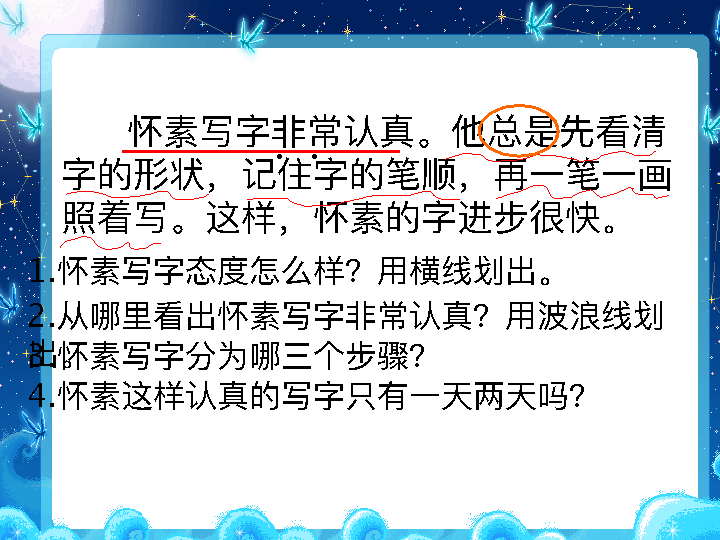 怀素写字非常认真。他总是先看清
字的形状，记住字的笔顺，再一笔一画
照着写。这样，怀素的字进步很快。
1.怀素写字态度怎么样？用横线划出。
2.从哪里看出怀素写字非常认真？用波浪线划
出。
3.怀素写字分为哪三个步骤？
4.怀素这样认真的写字只有一天两天吗？